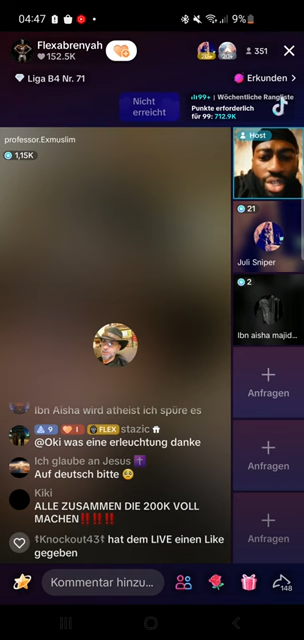 04:47
9%
Flexabrenyah
152.5K
351
Liga B4 Nr. 71
Erkunden >
Nicht
erreicht
99+ | Wöchentliche Rangliste
Punkte erforderlich
für 99: 712.9K
professor.Exmuslim
1,15K
Host
21
Juli Sniper
2
Ibn aisha majid...
Anfragen
Anfragen
Anfragen
Ibn Aisha wird atheist ich spüre es
9 1 FLEX stazic
@Oki was eine erleuchtung danke
Ich glaube an Jesus
Auf deutsch bitte
Kiki
ALLE ZUSAMMEN DIE 200K VOLL
MACHEN‼️‼️‼️
Knockout43 hat dem LIVE einen Like
gegeben
Kommentar hinzu...
148